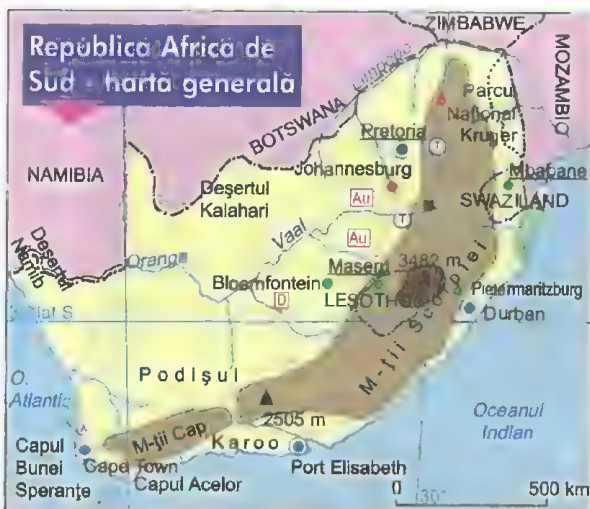 Republica Africa de
Sud - harta generală
ZIMBABWE
MOZAMBIC
BOTSWANA
Limpopo
NAMIBIA
Parcul
Național
Kruger
Pretoria
T
Johannesburg
Mbabane
SWAZILAND
Deșertul
Kalahari
Au
Vaal
T
Au
Deșertul
Namib
Orange
3482 m
Bloemfontein
Maseru
LESOTHO
D
Pietermaritzburg
Durban
M-ții Scorpiei
O.
Atlantic
Podișul
2505 m
M-ții Cap
Karoo
Oceanul
Indian
Capul
Bunei
Speranțe
Cape Town
Capul Acelor
Port Elisabeth
0
30°
500 km